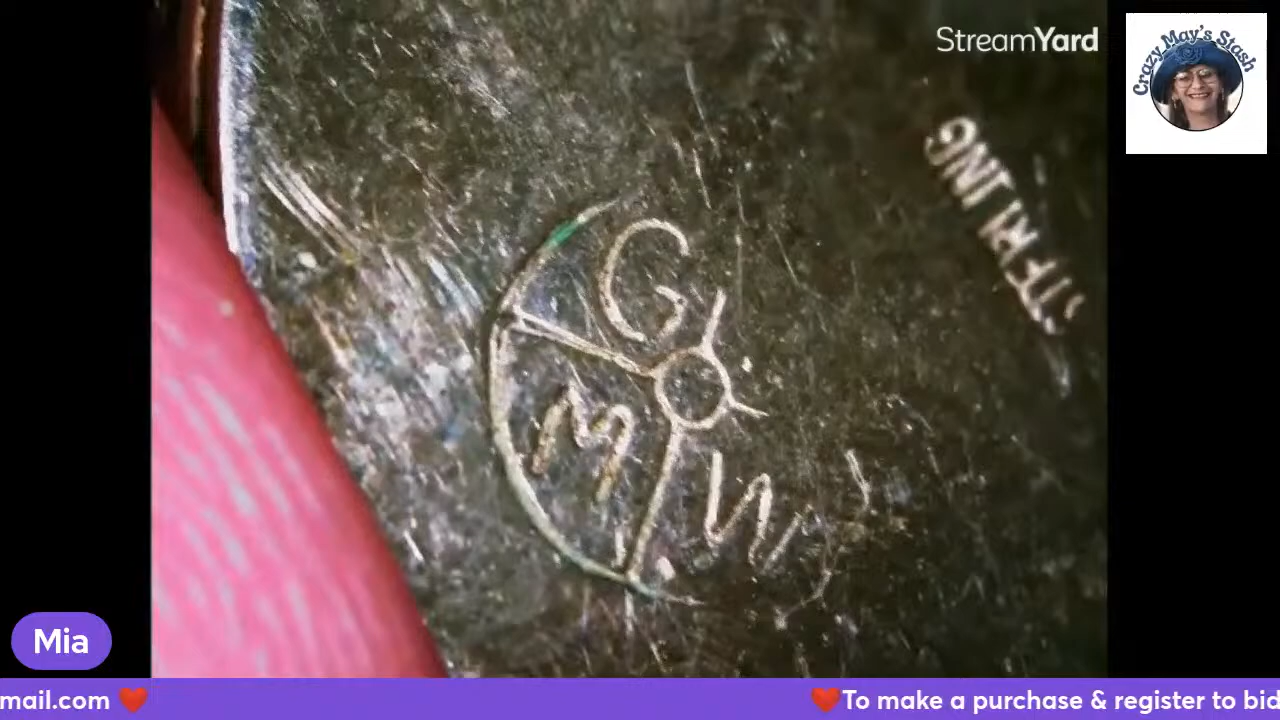 StreamYard
Crazy May's Stash
STERLING
G
M W
Mia
mail.com ❤️
❤️To make a purchase & register to bid